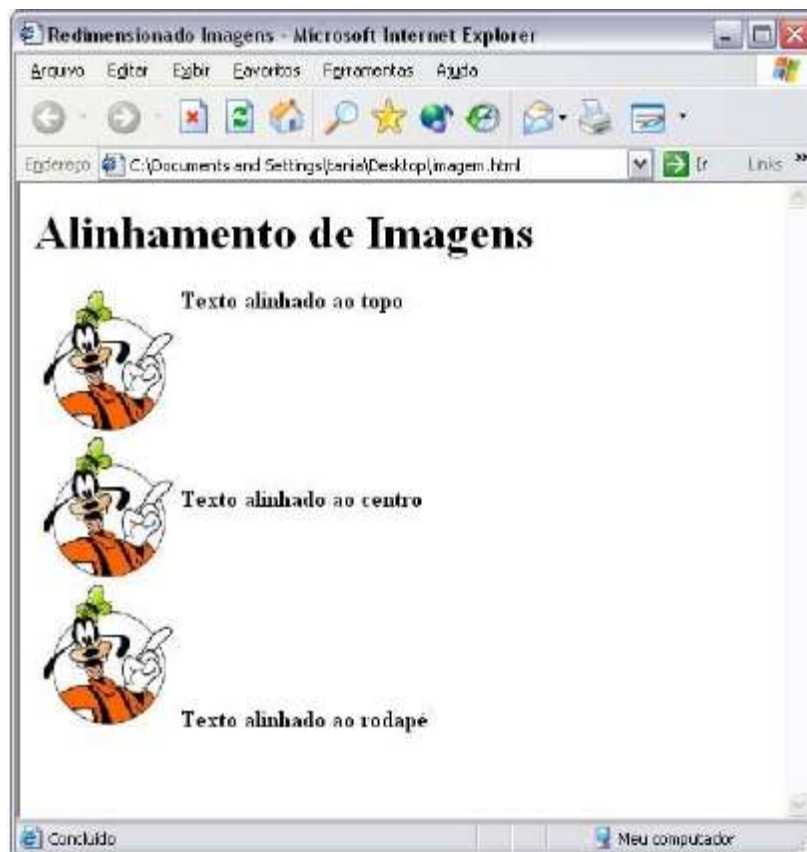 Redimensionado Imagens - Microsoft Internet Explorer
Arquivo Editar Exibir Favoritos Ferramentas Ajuda
Endereço C:\Documents and Settings\tania\Desktop\imagem.html Ir Links »
Alinhamento de Imagens
Texto alinhado ao topo
Texto alinhado ao centro
Texto alinhado ao rodapé
Concluído Meu computador